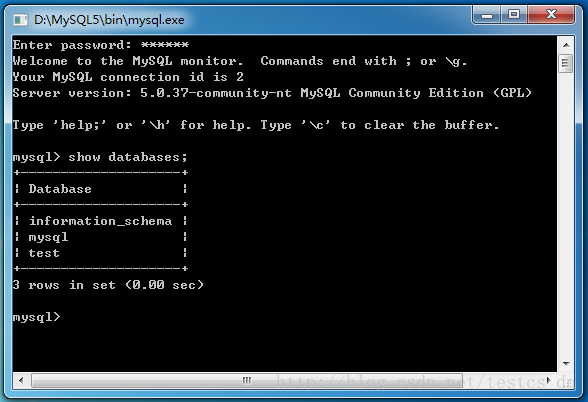 D:\MySQL5\bin\mysql.exe
Enter password: ******
Welcome to the MySQL monitor.  Commands end with ; or \g.
Your MySQL connection id is 2
Server version: 5.0.37-community-nt MySQL Community Edition (GPL)
Type 'help;' or '\h' for help. Type '\c' to clear the buffer.
mysql> show databases;
+--------------------+
| Database           |
+--------------------+
| information_schema |
| mysql              |
| test               |
+--------------------+
3 rows in set (0.00 sec)
mysql>
http://blog.csdn.net/testcs_dn